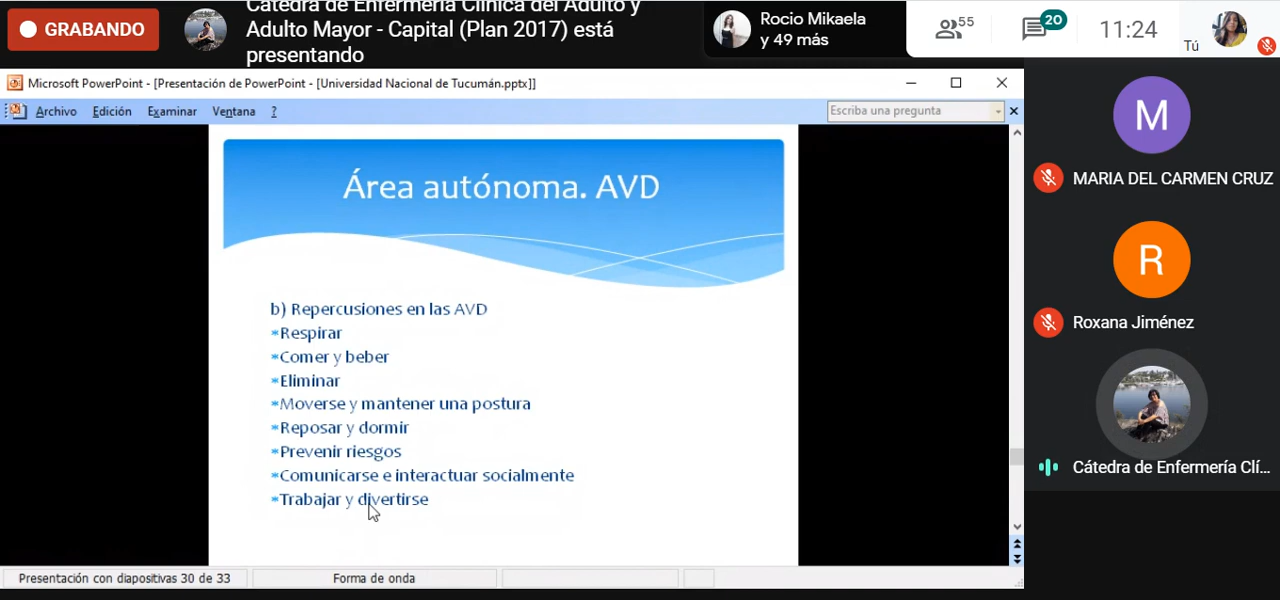 GRABANDO
Cátedra de Enfermería Clínica del Adulto y
Adulto Mayor - Capital (Plan 2017) está
presentando
Rocio Mikaela
y 49 más
55
20
11:24
Tú
Microsoft PowerPoint - [Presentación de PowerPoint - [Universidad Nacional de Tucumán.pptx]]
Archivo Edición Examinar Ventana ?
Escriba una pregunta
Área autónoma. AVD
b) Repercusiones en las AVD
*Respirar
*Comer y beber
*Eliminar
*Moverse y mantener una postura
*Reposar y dormir
*Prevenir riesgos
*Comunicarse e interactuar socialmente
*Trabajar y divertirse
Presentación con diapositivas 30 de 33
Forma de onda
M
MARIA DEL CARMEN CRUZ
R
Roxana Jiménez
Cátedra de Enfermería Clí...